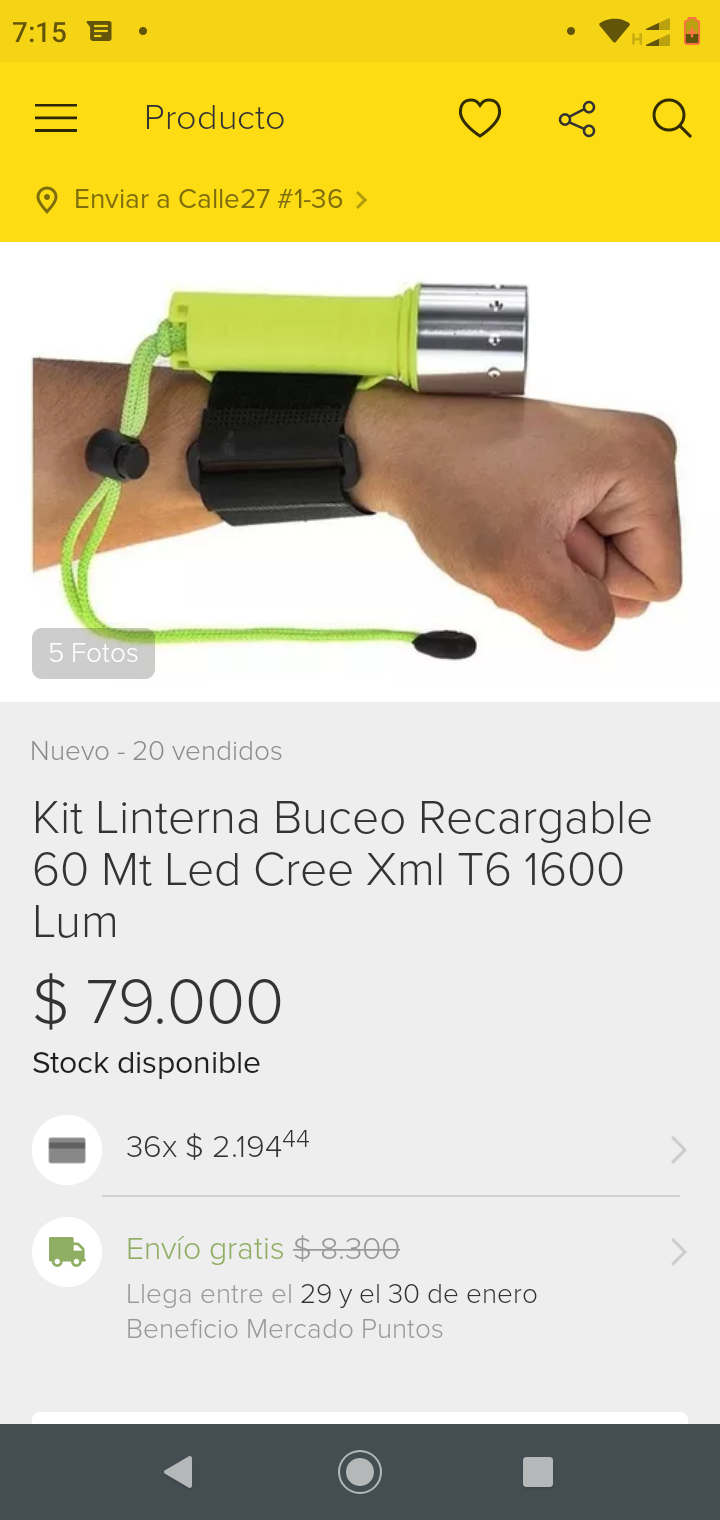 7:15
H
Producto
Enviar a Calle27 #1-36
5 Fotos
Nuevo - 20 vendidos
Kit Linterna Buceo Recargable
60 Mt Led Cree Xml T6 1600
Lum
$ 79.000
Stock disponible
36x $ 2.19444
Envío gratis $ 8.300
Llega entre el 29 y el 30 de enero
Beneficio Mercado Puntos